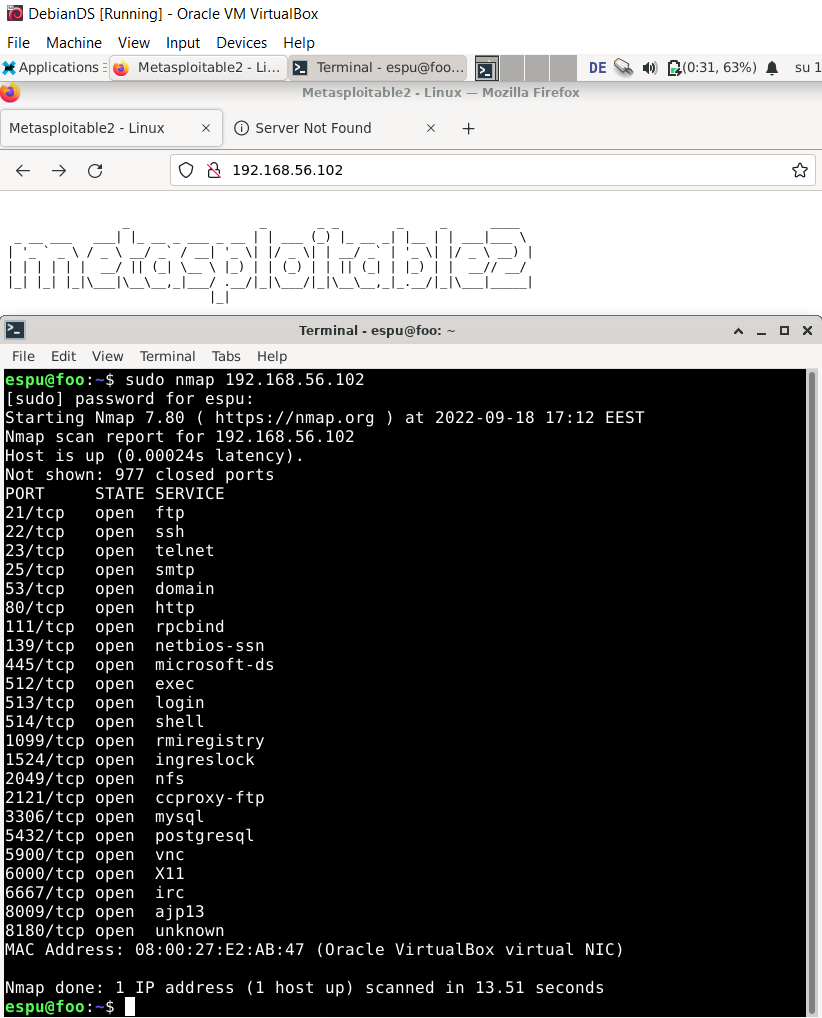 DebianDS [Running] - Oracle VM VirtualBox
File Machine View Input Devices Help
Applications Metasploitable2 - Li... Terminal - espu@foo... DE (0:31, 63%) su 1
Metasploitable2 - Linux — Mozilla Firefox
Metasploitable2 - Linux Server Not Found
192.168.56.102
metasploitable2
Terminal - espu@foo: ~
File Edit View Terminal Tabs Help
espu@foo:~$ sudo nmap 192.168.56.102
[sudo] password for espu:
Starting Nmap 7.80 ( https://nmap.org ) at 2022-09-18 17:12 EEST
Nmap scan report for 192.168.56.102
Host is up (0.00024s latency).
Not shown: 977 closed ports
PORT     STATE SERVICE
21/tcp   open  ftp
22/tcp   open  ssh
23/tcp   open  telnet
25/tcp   open  smtp
53/tcp   open  domain
80/tcp   open  http
111/tcp  open  rpcbind
139/tcp  open  netbios-ssn
445/tcp  open  microsoft-ds
512/tcp  open  exec
513/tcp  open  login
514/tcp  open  shell
1099/tcp open  rmiregistry
1524/tcp open  ingreslock
2049/tcp open  nfs
2121/tcp open  ccproxy-ftp
3306/tcp open  mysql
5432/tcp open  postgresql
5900/tcp open  vnc
6000/tcp open  X11
6667/tcp open  irc
8009/tcp open  ajp13
8180/tcp open  unknown
MAC Address: 08:00:27:E2:AB:47 (Oracle VirtualBox virtual NIC)
Nmap done: 1 IP address (1 host up) scanned in 13.51 seconds
espu@foo:~$